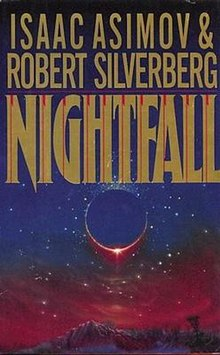 ISAAC ASIMOV &
ROBERT SILVERBERG
NIGHTFALL